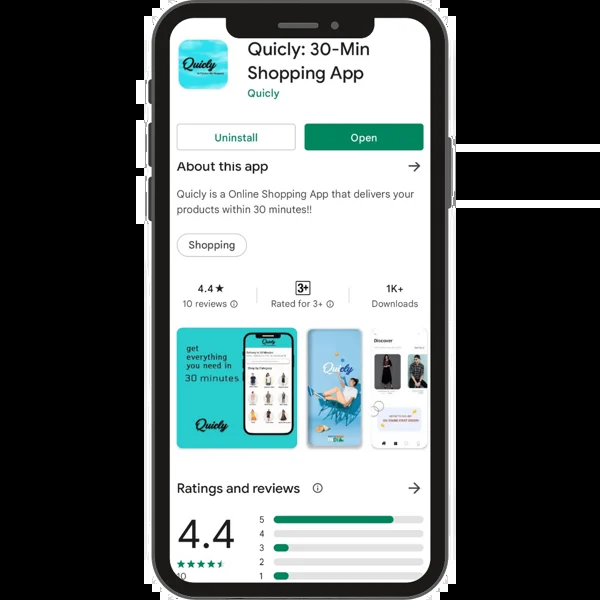 Quicly
Quicly: 30-Min
Shopping App
Quicly
Uninstall
Open
About this app
Quicly is a Online Shopping App that delivers your
products within 30 minutes!!
Shopping
4.4★
10 reviews
3+
Rated for 3+
1K+
Downloads
get
everything
you need in
30 minutes
Quicly
Quicly
Quicly
Discover
Ratings and reviews
4.4
10
5
4
3
2
1